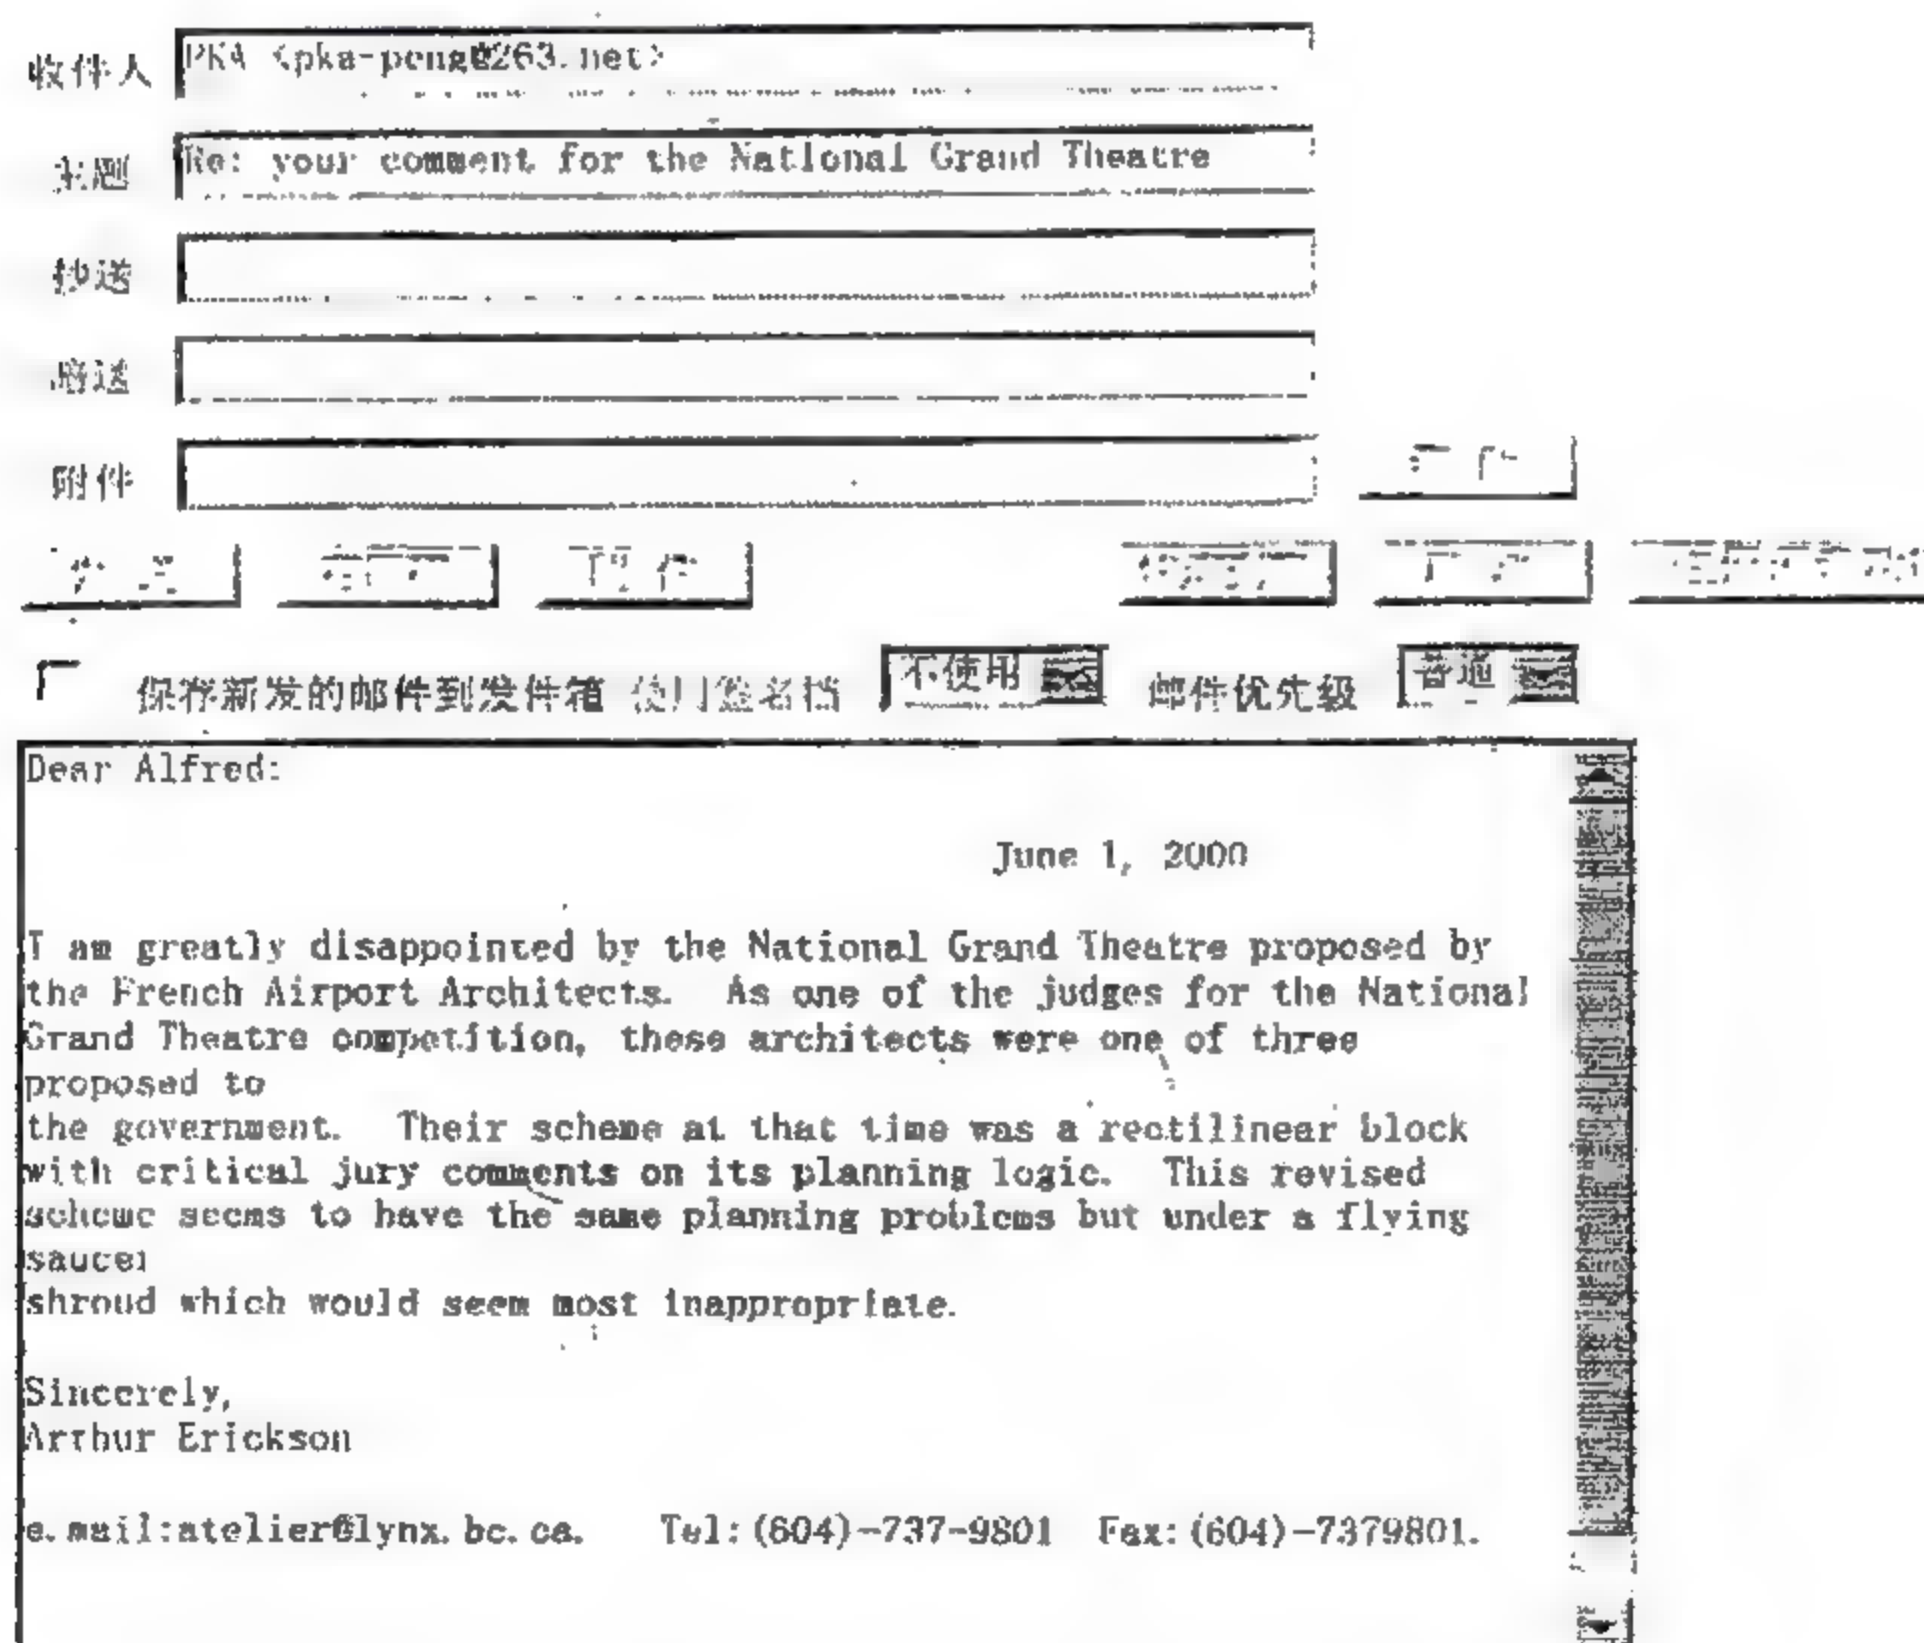 收件人 PKA <pka-peng@263.net>
主题 Re: your comment for the National Grand Theatre
抄送
暗送
附件
保存新发的邮件到发件箱 使用签名档 不使用 邮件优先级 普通
Dear Alfred:
June 1, 2000
I am greatly disappointed by the National Grand Theatre proposed by
the French Airport Architects. As one of the judges for the National
Grand Theatre competition, these architects were one of three
proposed to
the government. Their scheme at that time was a rectilinear block
with critical jury comments on its planning logic. This revised
scheme seems to have the same planning problems but under a flying
saucer
shroud which would seem most inappropriate.
Sincerely,
Arthur Erickson
e.mail:atelier@lynx.bc.ca. Tel:(604)-737-9801 Fax:(604)-7379801.